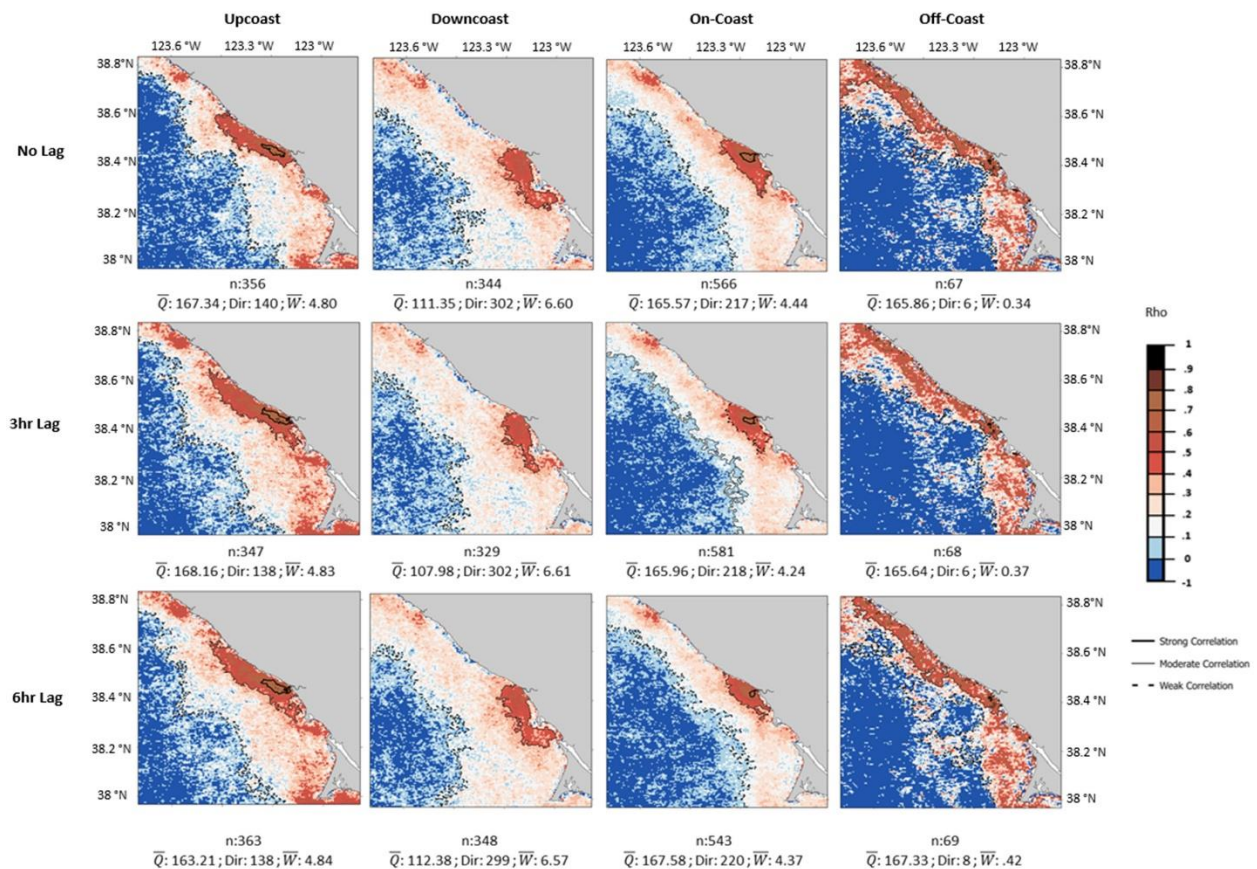 Upcoast Downcoast On-Coast Off-Coast
123.6 °W 123.3 °W 123 °W 123.6 °W 123.3 °W 123 °W 123.6 °W 123.3 °W 123 °W 123.6 °W 123.3 °W 123 °W
No Lag
38.8°N
38.6 °N
38.4 °N
38.2 °N
38 °N
38.8°N
38.6 °N
38.4 °N
38.2 °N
38 °N
n:356 n:344 n:566 n:67
Q̅: 167.34; Dir: 140; W̅: 4.80 Q̅: 111.35; Dir: 302; W̅: 6.60 Q̅: 165.57; Dir: 217; W̅: 4.44 Q̅: 165.86; Dir: 6; W̅: 0.34
3hr Lag
38.8°N
38.6 °N
38.4 °N
38.2 °N
38 °N
38.8°N
38.6 °N
38.4 °N
38.2 °N
38 °N
n:347 n:329 n:581 n:68
Q̅: 168.16; Dir: 138; W̅: 4.83 Q̅: 107.98; Dir: 302; W̅: 6.61 Q̅: 165.96; Dir: 218; W̅: 4.24 Q̅: 165.64; Dir: 6; W̅: 0.37
6hr Lag
38.8°N
38.6 °N
38.4 °N
38.2 °N
38 °N
38.8°N
38.6 °N
38.4 °N
38.2 °N
38 °N
n:363 n:348 n:543 n:69
Q̅: 163.21; Dir: 138; W̅: 4.84 Q̅: 112.38; Dir: 299; W̅: 6.57 Q̅: 167.58; Dir: 220; W̅: 4.37 Q̅: 167.33; Dir: 8; W̅: .42
Rho
1
.9
.8
.7
.6
.5
.4
.3
.2
.1
0
-1
Strong Correlation
Moderate Correlation
Weak Correlation